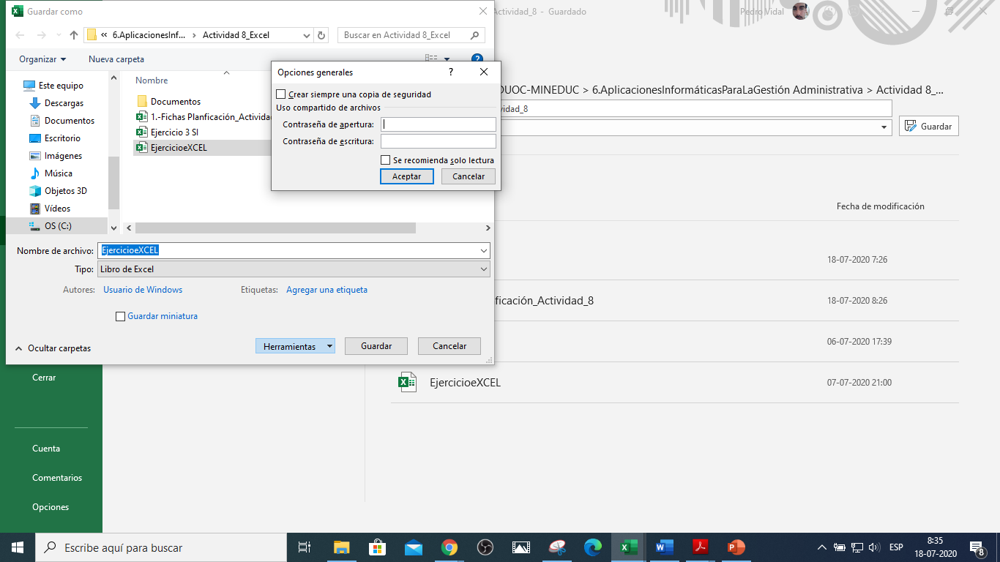 Guardar como
Actividad_8 - Guardado
Pedro Vidal
« 6.AplicacionesInf... > Actividad 8_Excel
Buscar en Actividad 8_Excel
Organizar
Nueva carpeta
?
Este equipo
Descargas
Documentos
Escritorio
Imágenes
Música
Objetos 3D
Vídeos
OS (C:)
Nombre
Documentos
1.-Fichas Planficación_Actividad
Ejercicio 3 SI
EjercicioeXCEL
Opciones generales
?
Crear siempre una copia de seguridad
Uso compartido de archivos
Contraseña de apertura:
Contraseña de escritura:
Se recomienda solo lectura
Aceptar
Cancelar
DUOC-MINEDUC > 6.AplicacionesInformáticasParaLaGestión Administrativa > Actividad 8_...
vidad_8
Guardar
Nombre de archivo: EjercicioeXCEL
Tipo: Libro de Excel
Autores: Usuario de Windows
Etiquetas: Agregar una etiqueta
Guardar miniatura
Ocultar carpetas
Herramientas
Guardar
Cancelar
Fecha de modificación
18-07-2020 7:26
ficación_Actividad_8
18-07-2020 8:26
06-07-2020 17:39
EjercicioeXCEL
07-07-2020 21:00
Cerrar
Cuenta
Comentarios
Opciones
Escribe aquí para buscar
ESP
8:35
18-07-2020
8